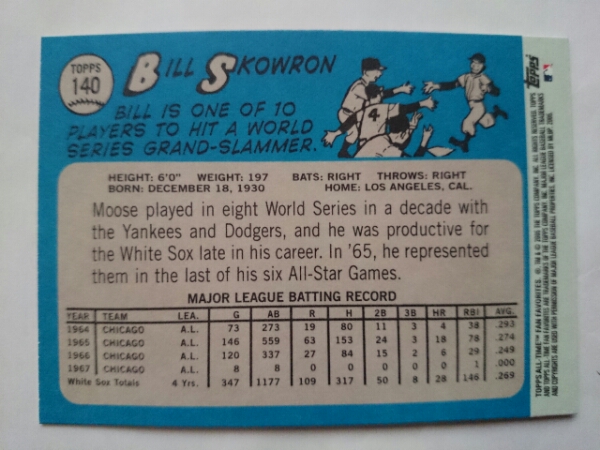 TOPPS
140
BILL SKOWRON
BILL IS ONE OF 10
PLAYERS TO HIT A WORLD
SERIES GRAND-SLAMMER.
4
HEIGHT: 6'0" WEIGHT: 197 BATS: RIGHT THROWS: RIGHT
BORN: DECEMBER 18, 1930 HOME: LOS ANGELES, CAL.
Moose played in eight World Series in a decade with
the Yankees and Dodgers, and he was productive for
the White Sox late in his career. In '65, he represented
them in the last of his six All-Star Games.
MAJOR LEAGUE BATTING RECORD
YEAR TEAM LEA. G AB R H 2B 3B HR RBI AVG.
1964 CHICAGO A.L. 73 273 19 80 11 3 4 38 .293
1965 CHICAGO A.L. 146 559 63 153 24 3 18 78 .274
1966 CHICAGO A.L. 120 337 27 84 15 2 6 29 .249
1967 CHICAGO A.L. 8 8 0 0 0 0 0 1 .000
White Sox Totals 4 Yrs. 347 1177 109 317 50 8 28 146 .269
Topps
TOPPS ALL-TIME FAN FAVORITES